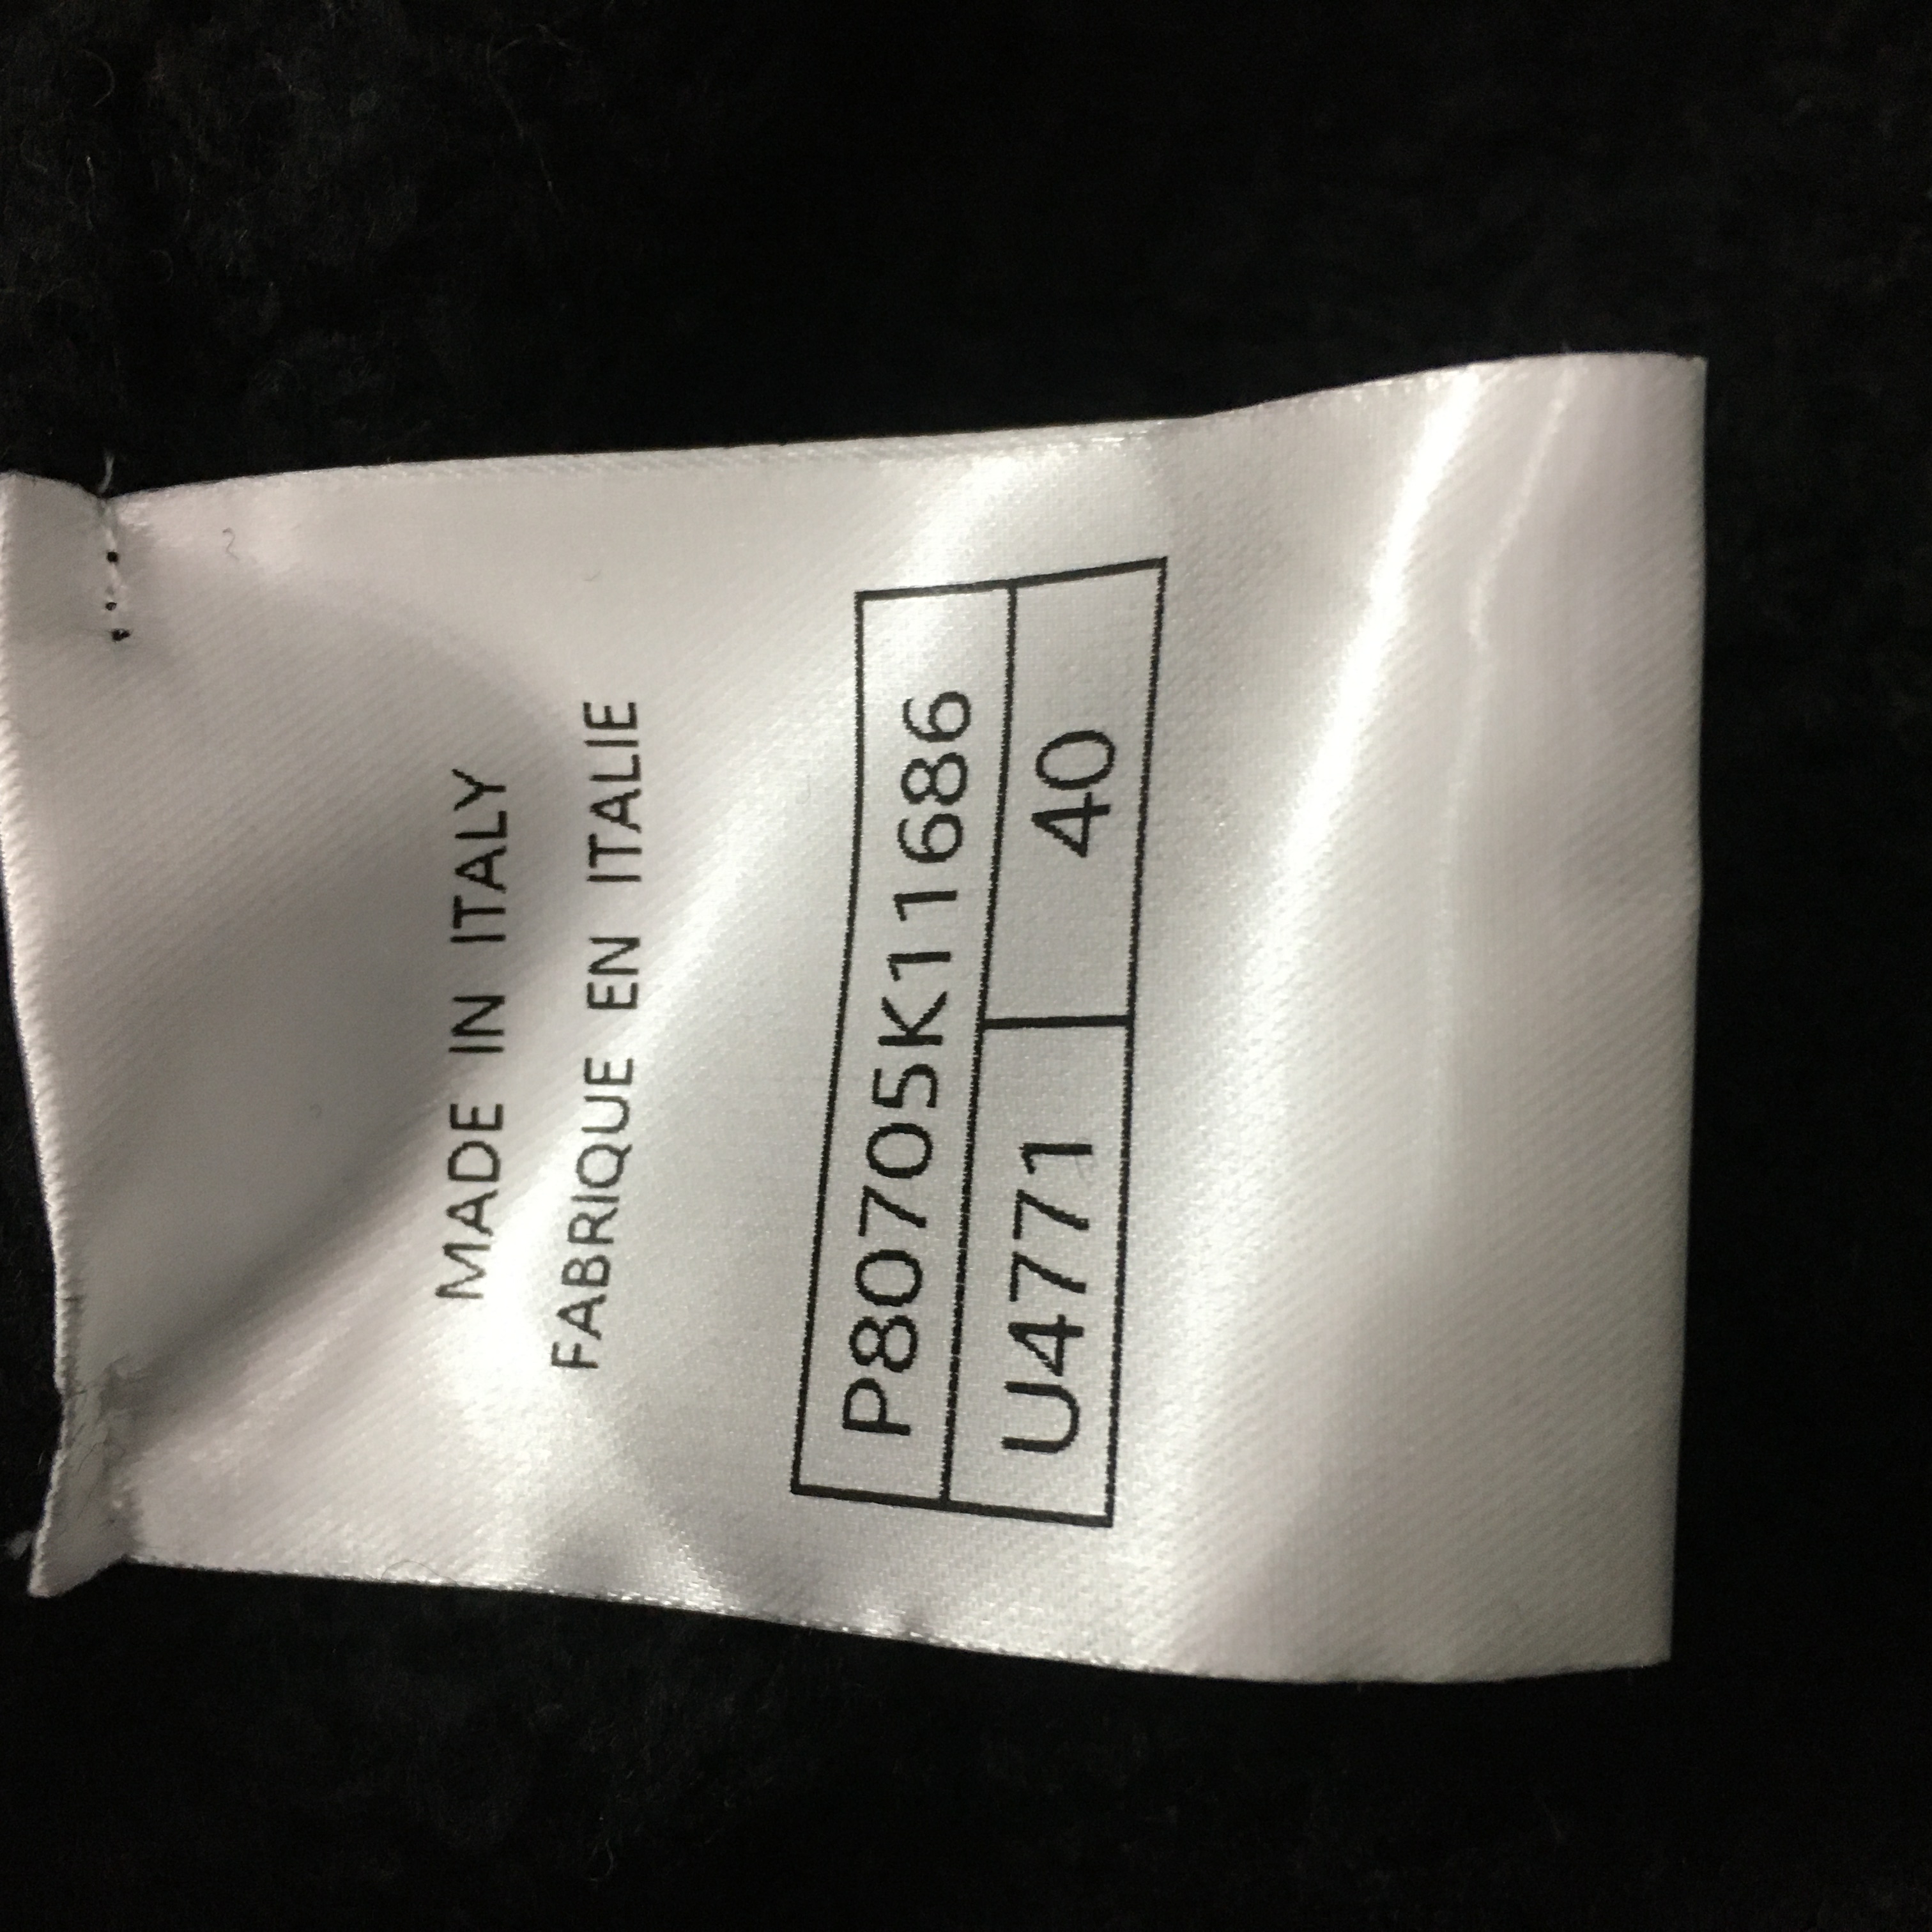 MADE IN ITALY
FABRIQUE EN ITALIE
P80705K11686
U4771 40